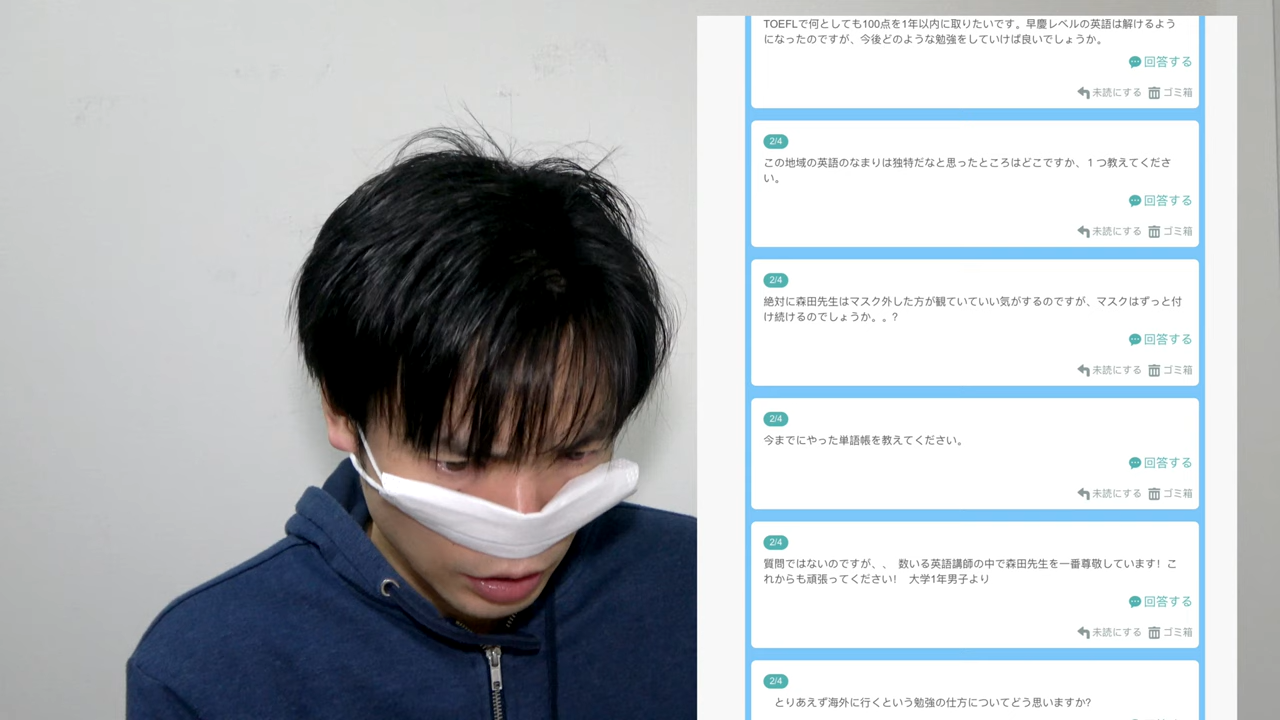 TOEFLで何としても100点を1年以内に取りたいです。早慶レベルの英語は解けるよう
になったのですが、今後どのような勉強をしていけば良いでしょうか。
回答する
未読にする ゴミ箱
2/4
この地域の英語のなまりは独特だなと思ったところはどこですか、１つ教えてくださ
い。
回答する
未読にする ゴミ箱
2/4
絶対に森田先生はマスク外した方が観ていていい気がするのですが、マスクはずっと付
け続けるのでしょうか。。?
回答する
未読にする ゴミ箱
2/4
今までにやった単語帳を教えてください。
回答する
未読にする ゴミ箱
2/4
質問ではないのですが、、 数いる英語講師の中で森田先生を一番尊敬しています！こ
れからも頑張ってください！ 大学1年男子より
回答する
未読にする ゴミ箱
2/4
とりあえず海外に行くという勉強の仕方についてどう思いますか?